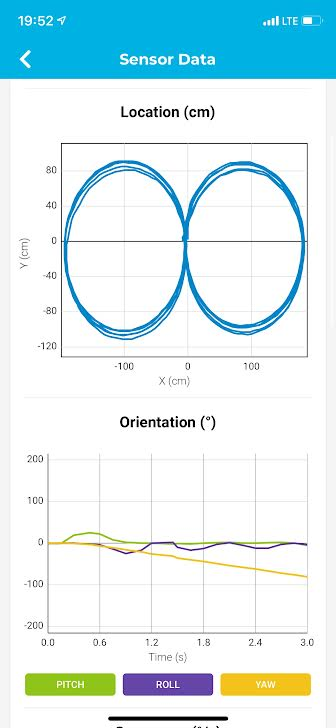 19:52 LTE
Sensor Data
Location (cm)
80
40
0
-40
-80
-120
Y (cm)
-100 0 100
X (cm)
Orientation (°)
200
100
0
-100
-200
0.0 0.6 1.2 1.8 2.4 3.0
Time (s)
PITCH ROLL YAW